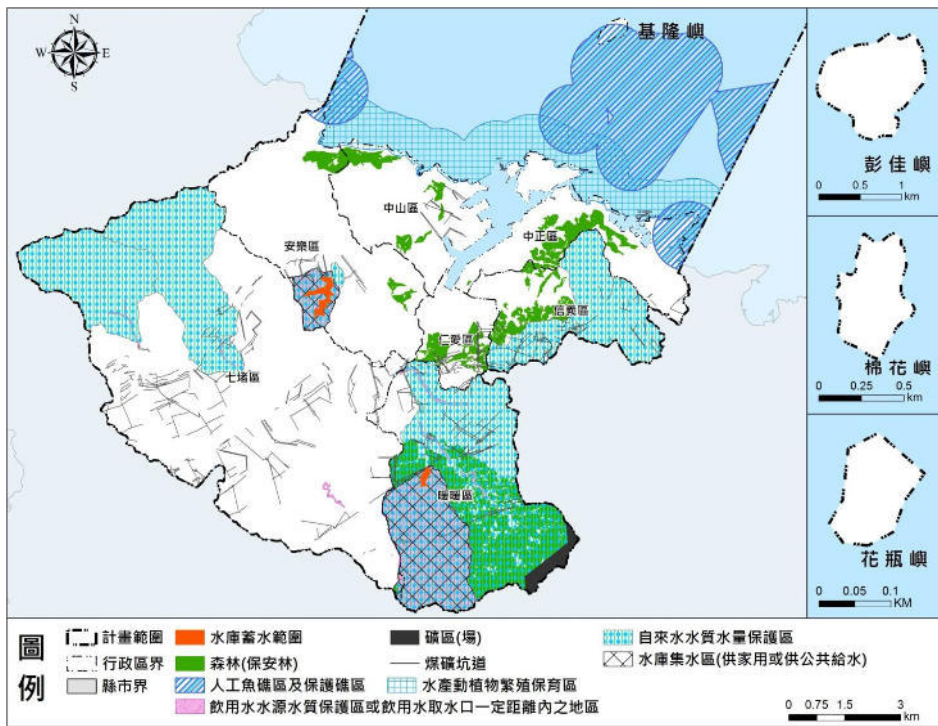 N
W E
S
基隆嶼
彭佳嶼
0 0.5 1
km
中山區
安樂區
中正區
信義區
仁愛區
七堵區
暖暖區
棉花嶼
0 0.25 0.5
km
花瓶嶼
0 0.05 0.1
KM
圖例
計畫範圍 水庫蓄水範圍 礦區(場) 自來水水質水量保護區
行政區界 森林(保安林) 煤礦坑道 水庫集水區(供家用或供公共給水)
縣市界 人工魚礁區及保護礁區 水產動植物繁殖保育區
飲用水水源水質保護區或飲用水取水口一定距離內之地區
0 0.75 1.5 3
km